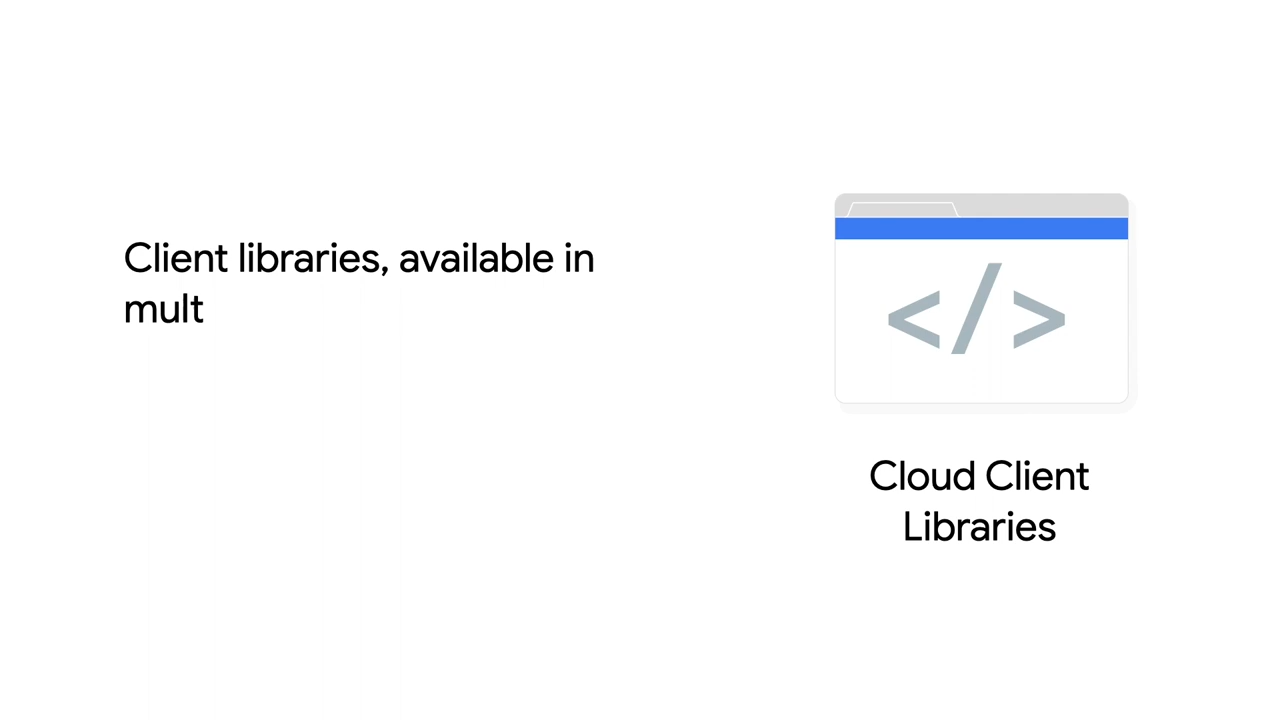 Client libraries, available in
mult
</>
Cloud Client
Libraries